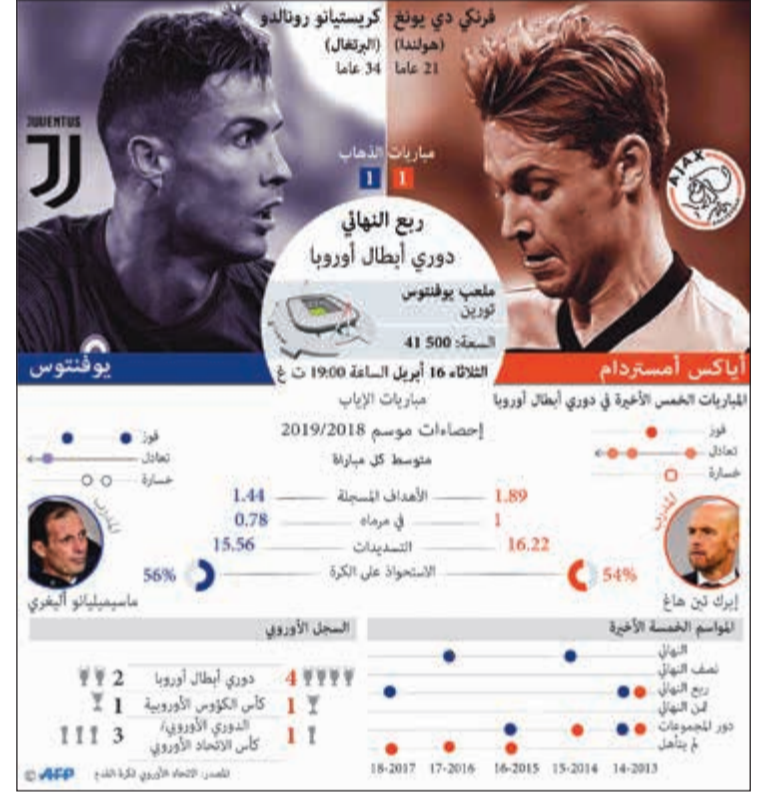 فرنكي دي يونغ
(هولندا)
21 عاما
كريستيانو رونالدو
(البرتغال)
34 عاما
JUVENTUS
AJAX
مباريات الذهاب
1
1
ربع النهائي
دوري أبطال أوروبا
ملعب يوفنتوس
تورين
السعة: 500 41
الثلاثاء 16 أبريل الساعة 19:00 ت غ
أياكس أمستردام
يوفنتوس
مباريات الإياب
المباريات الخمس الأخيرة في دوري أبطال أوروبا
فوز
تعادل
خسارة
فوز
تعادل
خسارة
إحصاءات موسم 2019/2018
متوسط كل مباراة
1.89 الأهداف المسجلة 1.44
1 في مرماه 0.78
16.22 التسديدات 15.56
54% الاستحواذ على الكرة 56%
المدرب
إيرك تين هاغ
المدرب
ماسيميليانو أليغري
المواسم الخمسة الأخيرة
النهائي
نصف النهائي
ربع النهائي
ثمن النهائي
دور المجموعات
لم يتأهل
14-2013
15-2014
16-2015
17-2016
18-2017
السجل الأوروبي
4 دوري أبطال أوروبا 2
1 كأس الكؤوس الأوروبية 1
1 الدوري الأوروبي/
كأس الاتحاد الأوروبي 3
المصدر: الاتحاد الأوروبي لكرة القدم
© AFP